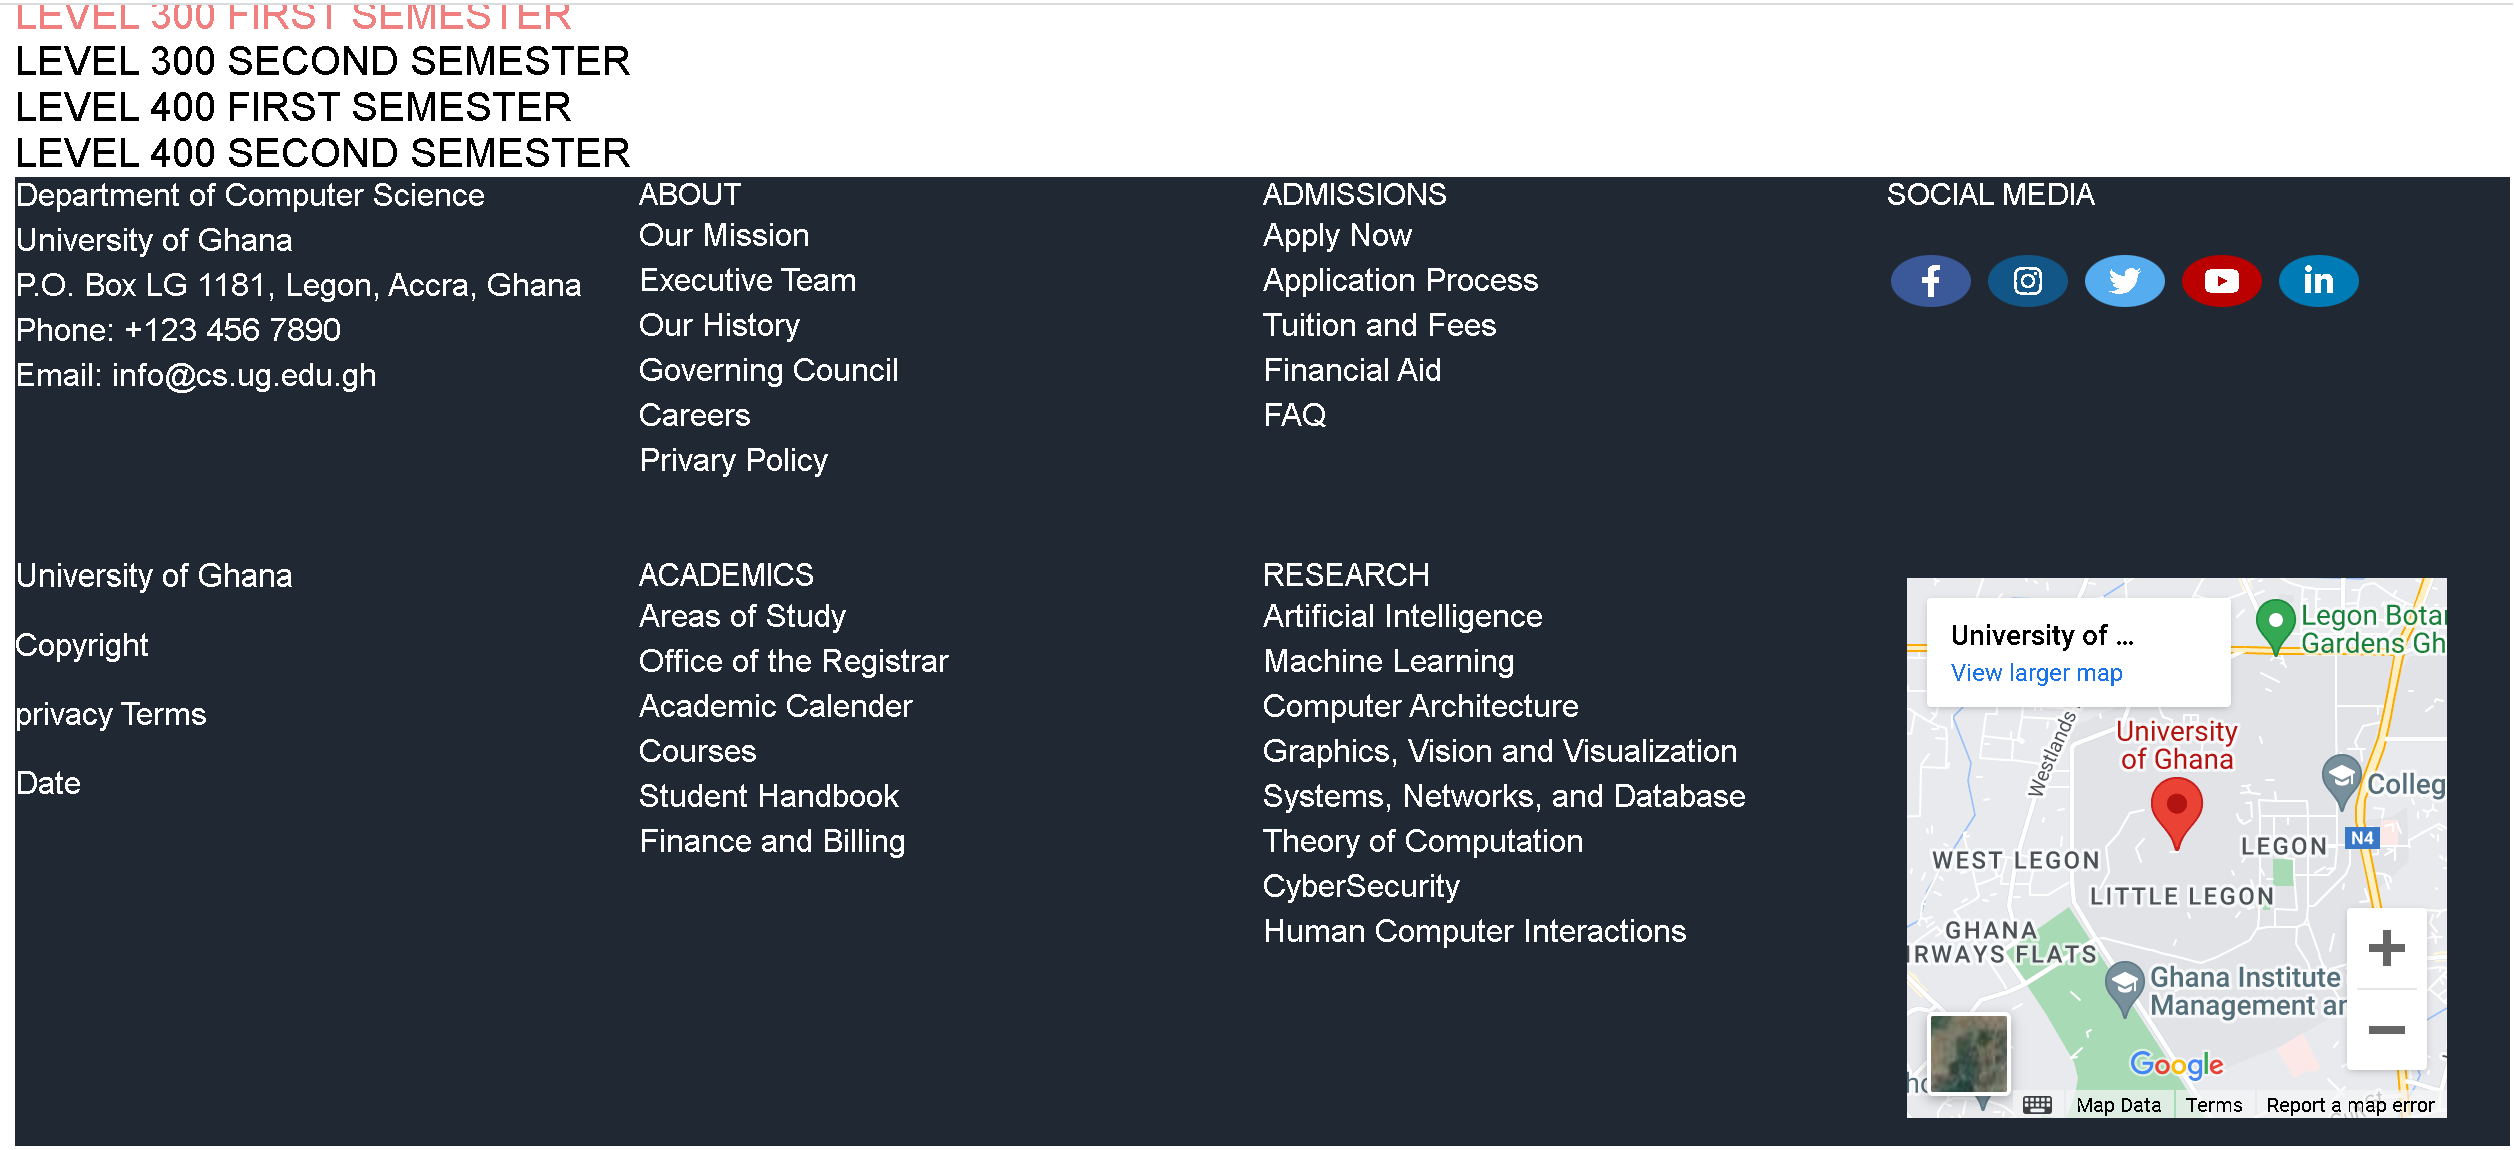 LEVEL 300 FIRST SEMESTER
LEVEL 300 SECOND SEMESTER
LEVEL 400 FIRST SEMESTER
LEVEL 400 SECOND SEMESTER
Department of Computer Science
University of Ghana
P.O. Box LG 1181, Legon, Accra, Ghana
Phone: +123 456 7890
Email: info@cs.ug.edu.gh
ABOUT
Our Mission
Executive Team
Our History
Governing Council
Careers
Privary Policy
ADMISSIONS
Apply Now
Application Process
Tuition and Fees
Financial Aid
FAQ
SOCIAL MEDIA
University of Ghana
Copyright
privacy Terms
Date
ACADEMICS
Areas of Study
Office of the Registrar
Academic Calender
Courses
Student Handbook
Finance and Billing
RESEARCH
Artificial Intelligence
Machine Learning
Computer Architecture
Graphics, Vision and Visualization
Systems, Networks, and Database
Theory of Computation
CyberSecurity
Human Computer Interactions
University of ...
View larger map
Legon Botan
Gardens Gh
Westlands
University
of Ghana
Colleg
N4
LEGON
WEST LEGON
LITTLE LEGON
GHANA
IRWAYS FLATS
Ghana Institute
Management an
Google
Map Data
Terms
Report a map error